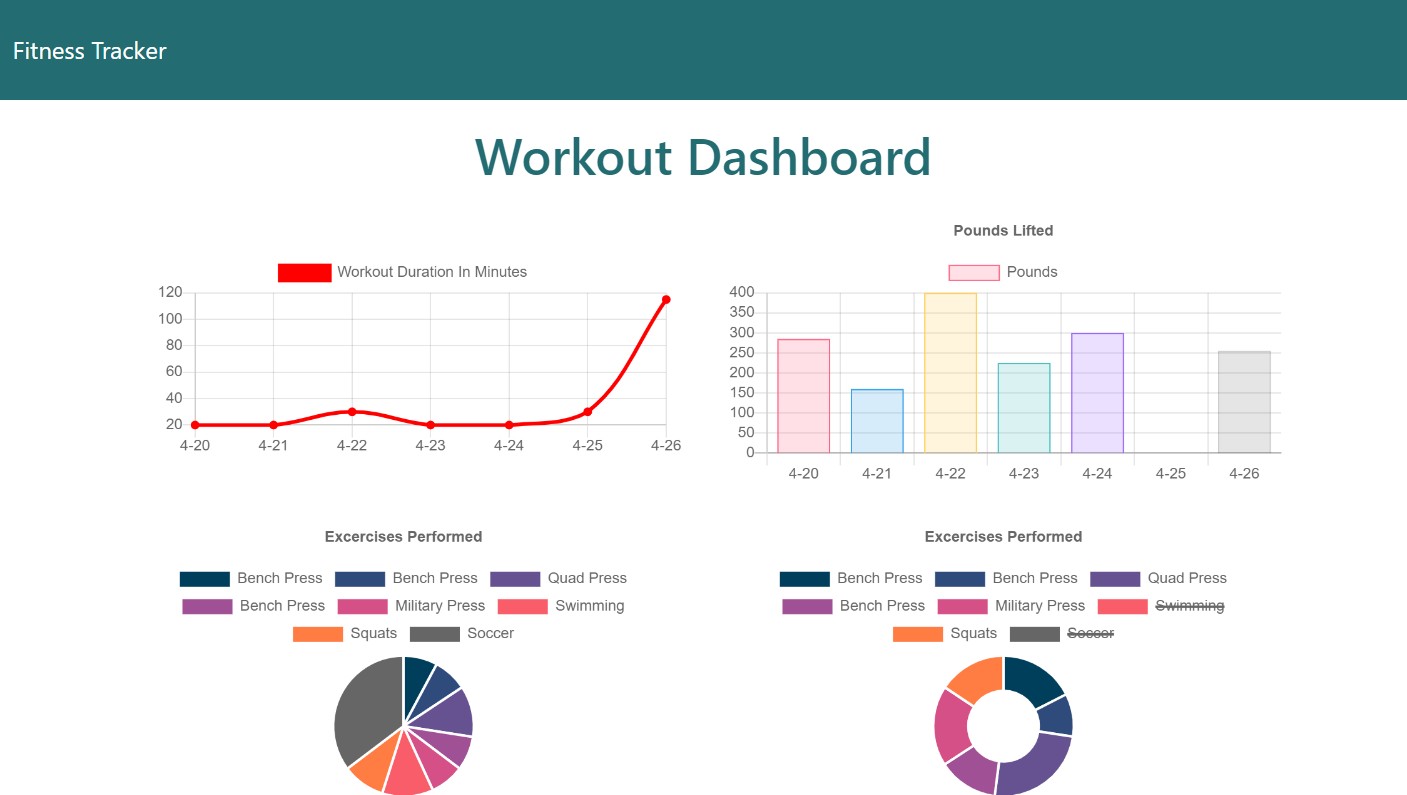 Fitness Tracker
Workout Dashboard
Workout Duration In Minutes
120
100
80
60
40
20
4-20 4-21 4-22 4-23 4-24 4-25 4-26
Pounds Lifted
Pounds
400
350
300
250
200
150
100
50
0
4-20 4-21 4-22 4-23 4-24 4-25 4-26
Excercises Performed
Bench Press Bench Press Quad Press
Bench Press Military Press Swimming
Squats Soccer
Excercises Performed
Bench Press Bench Press Quad Press
Bench Press Military Press Swimming
Squats Soccer